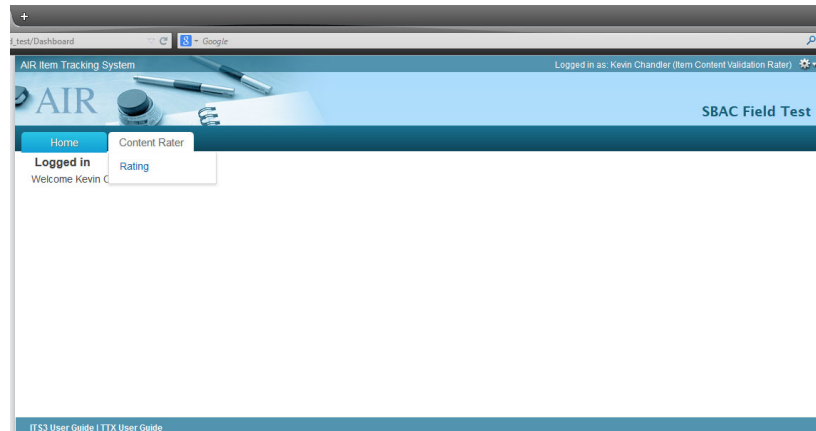 +
d_test/Dashboard
8 - Google
AIR Item Tracking System
Logged in as: Kevin Chandler (Item Content Validation Rater)
AIR
SBAC Field Test
Home
Content Rater
Logged in
Rating
Welcome Kevin C
ITS3 User Guide | TTX User Guide